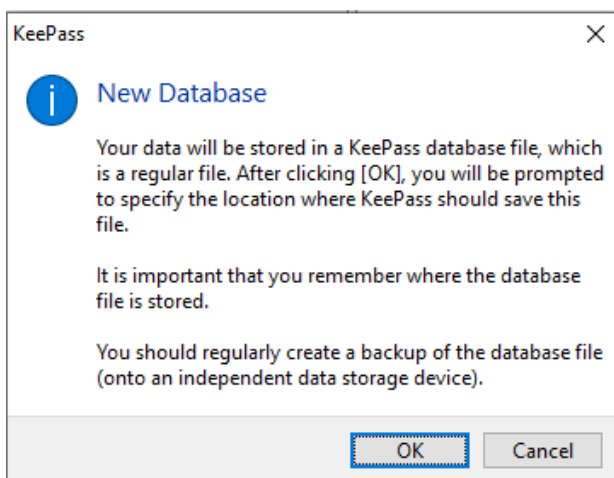 KeePass
New Database
Your data will be stored in a KeePass database file, which
is a regular file. After clicking [OK], you will be prompted
to specify the location where KeePass should save this
file.
It is important that you remember where the database
file is stored.
You should regularly create a backup of the database file
(onto an independent data storage device).
OK
Cancel